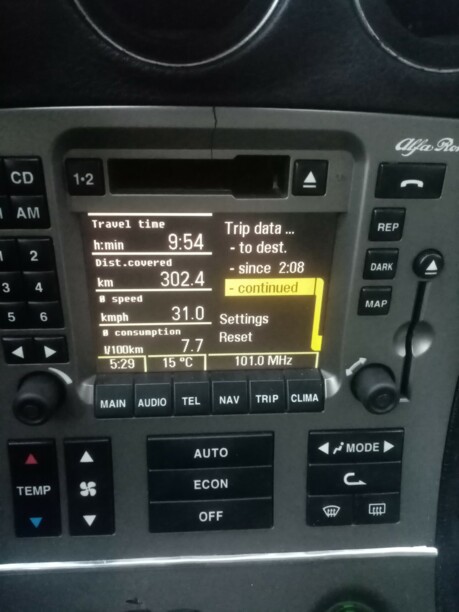 Alfa Ro
CD
1·2
AM
REP
1 2
DARK
3 4
MAP
5 6
Travel time
h:min 9:54
Dist.covered
km 302.4
Ø speed
kmph 31.0
Ø consumption
l/100km 7.7
Trip data ...
- to dest.
- since 2:08
- continued
Settings
Reset
5:29 15 °C 101.0 MHz
MAIN AUDIO TEL NAV TRIP CLIMA
TEMP
AUTO
ECON
OFF
MODE